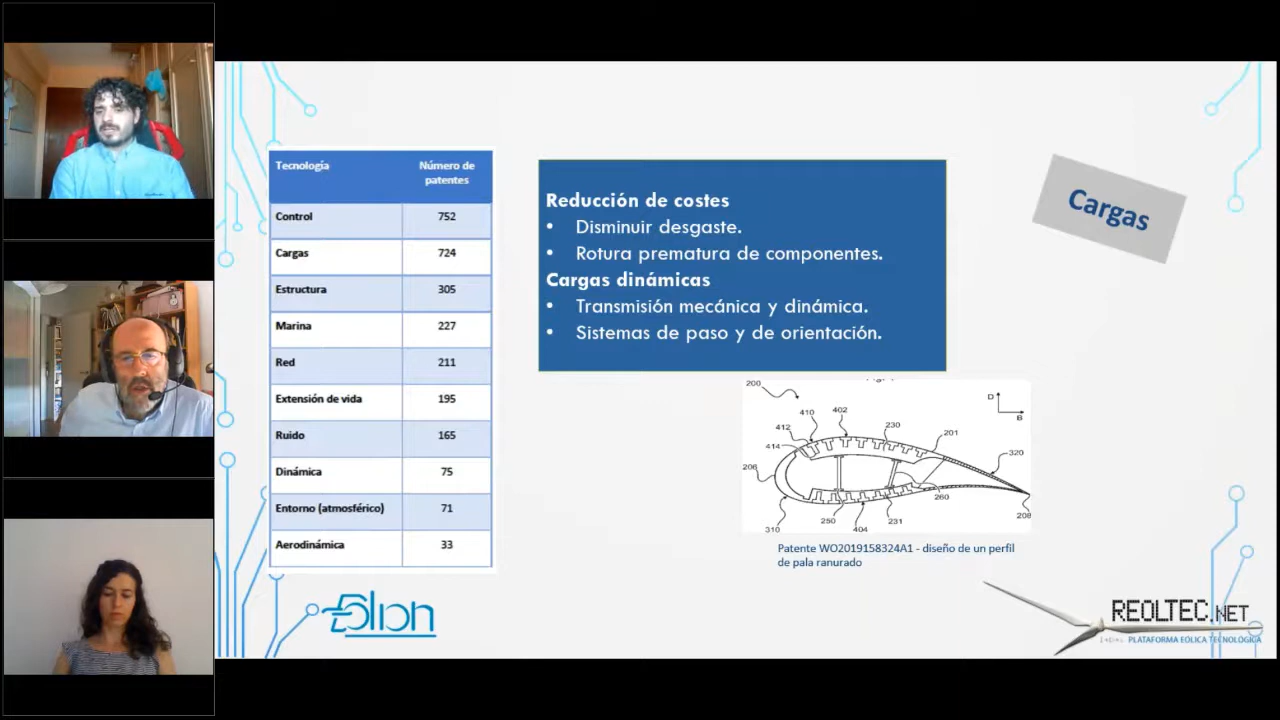 Tecnología Número de
patentes
Control 752
Cargas 724
Estructura 305
Marina 227
Red 211
Extensión de vida 195
Ruido 165
Dinámica 75
Entorno (atmosférico) 71
Aerodinámica 33
Reducción de costes
• Disminuir desgaste.
• Rotura prematura de componentes.
Cargas dinámicas
• Transmisión mecánica y dinámica.
• Sistemas de paso y de orientación.
Cargas
200
D
B
410 402
412 230
414 201
206 320
260
208
310 250 231
404
Patente WO2019158324A1 - diseño de un perfil
de pala ranurado
Eolion
REOLTEC.NET
PLATAFORMA EÓLICA TECNOLÓGICA